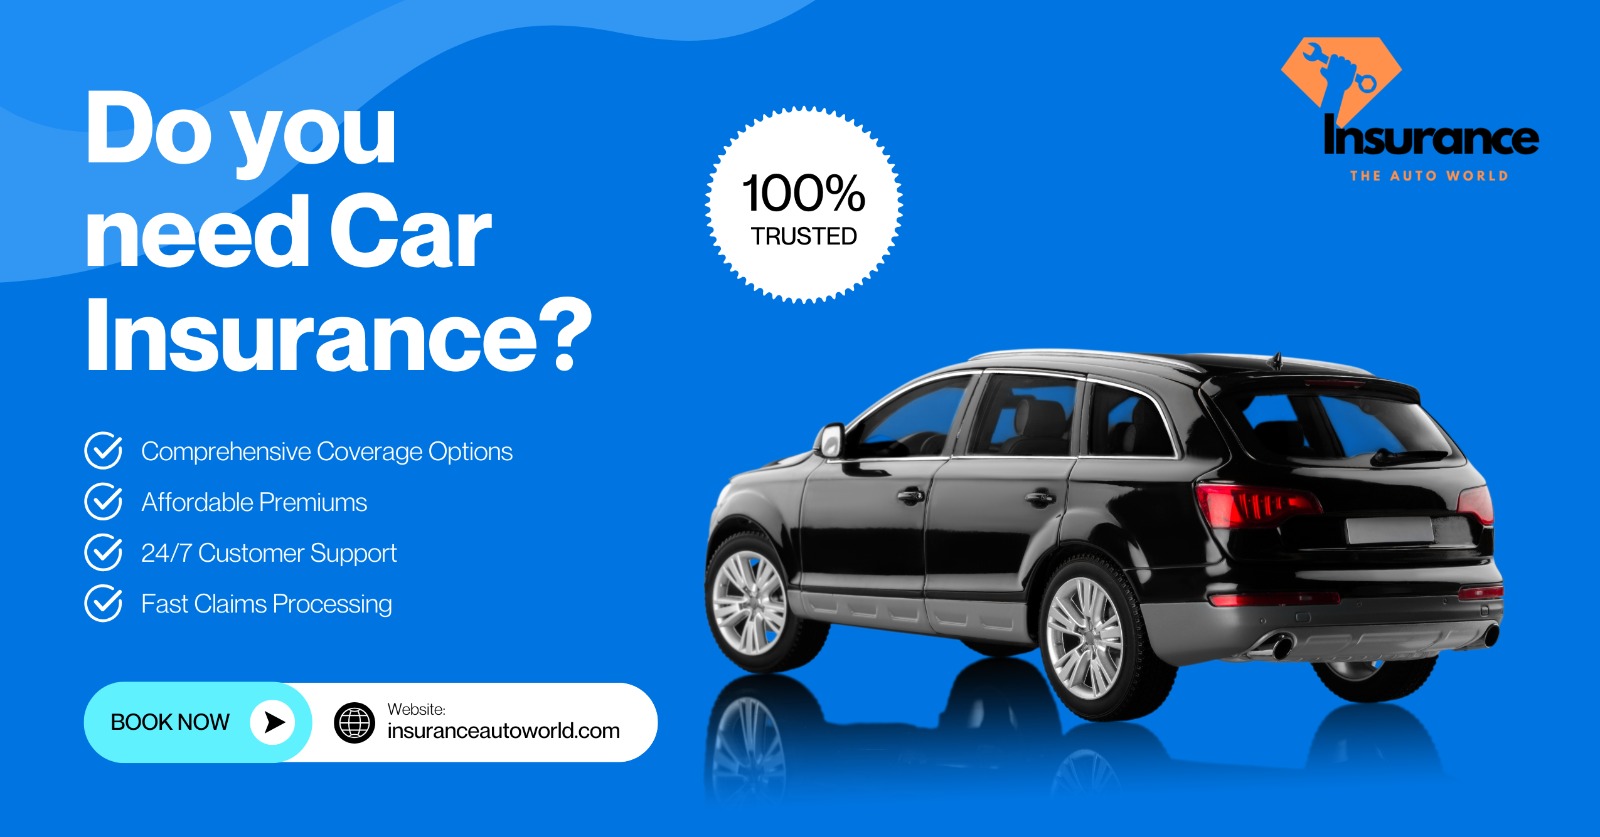 Do you
need Car
Insurance?
100%
TRUSTED
Insurance
THE AUTO WORLD
Comprehensive Coverage Options
Affordable Premiums
24/7 Customer Support
Fast Claims Processing
BOOK NOW
Website:
insuranceautoworld.com